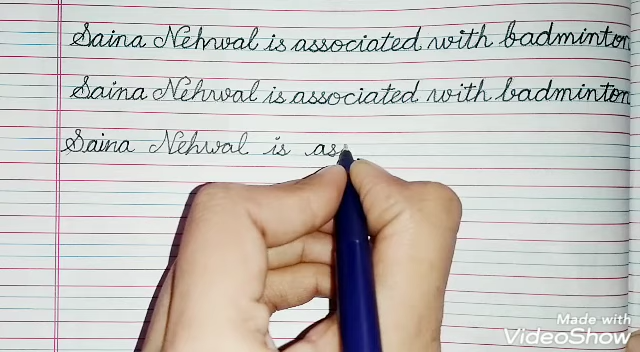 Saina Nehwal is associated with badminton
Saina Nehwal is associated with badminton
Saina Nehwal is as
Made with
VideoShow